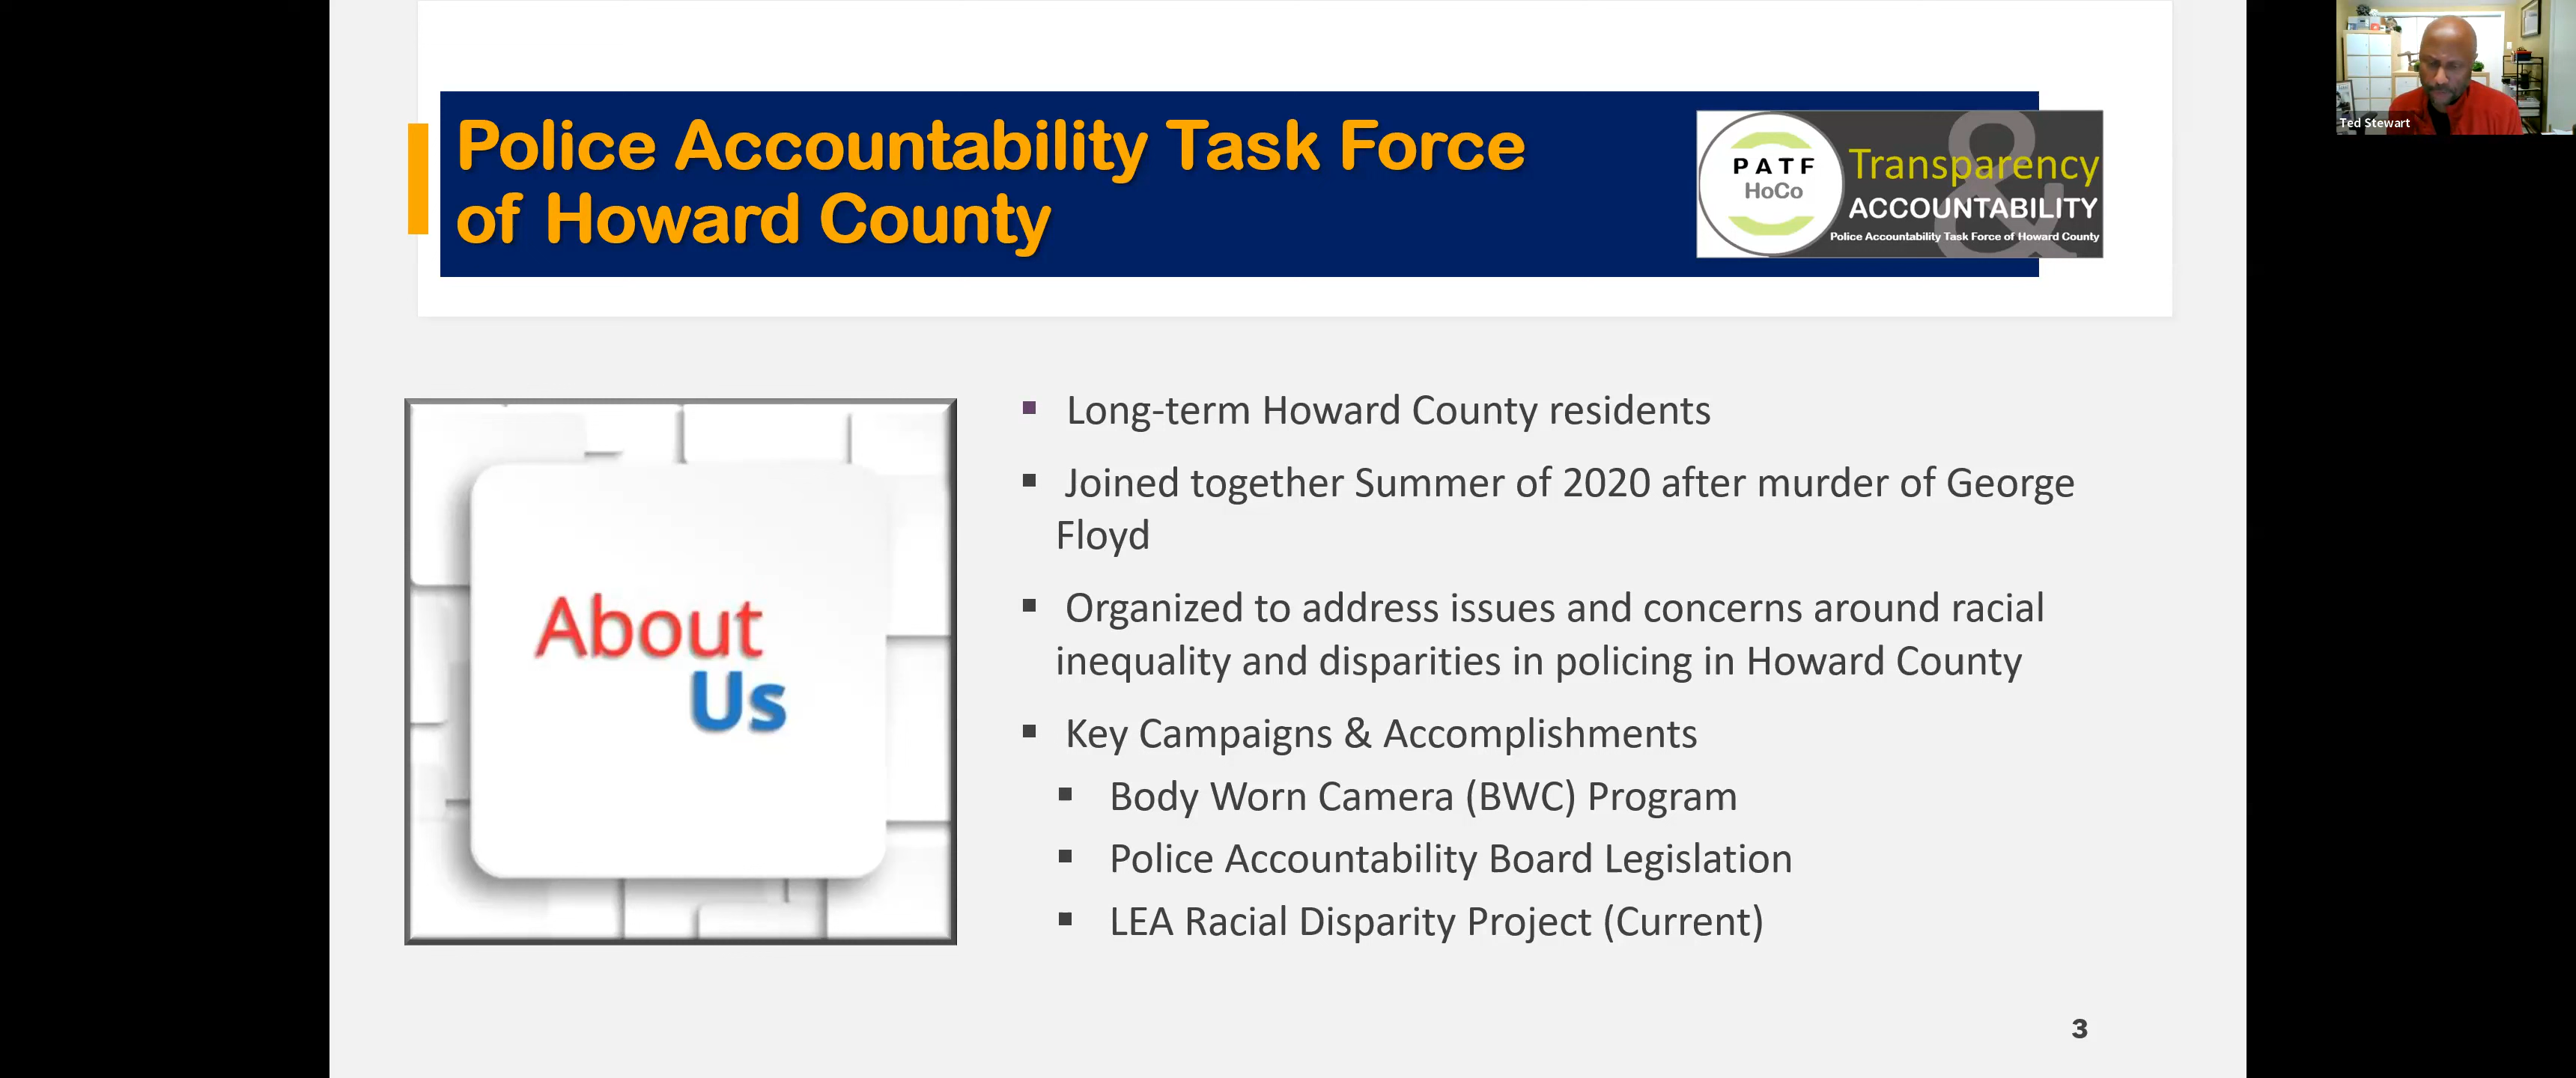 Police Accountability Task Force
of Howard County
PATF
HoCo
&
Transparency
ACCOUNTABILITY
Police Accountability Task Force of Howard County
Ted Stewart
About
Us
▪ Long-term Howard County residents
▪ Joined together Summer of 2020 after murder of George
Floyd
▪ Organized to address issues and concerns around racial
inequality and disparities in policing in Howard County
▪ Key Campaigns & Accomplishments
▪ Body Worn Camera (BWC) Program
▪ Police Accountability Board Legislation
▪ LEA Racial Disparity Project (Current)
3